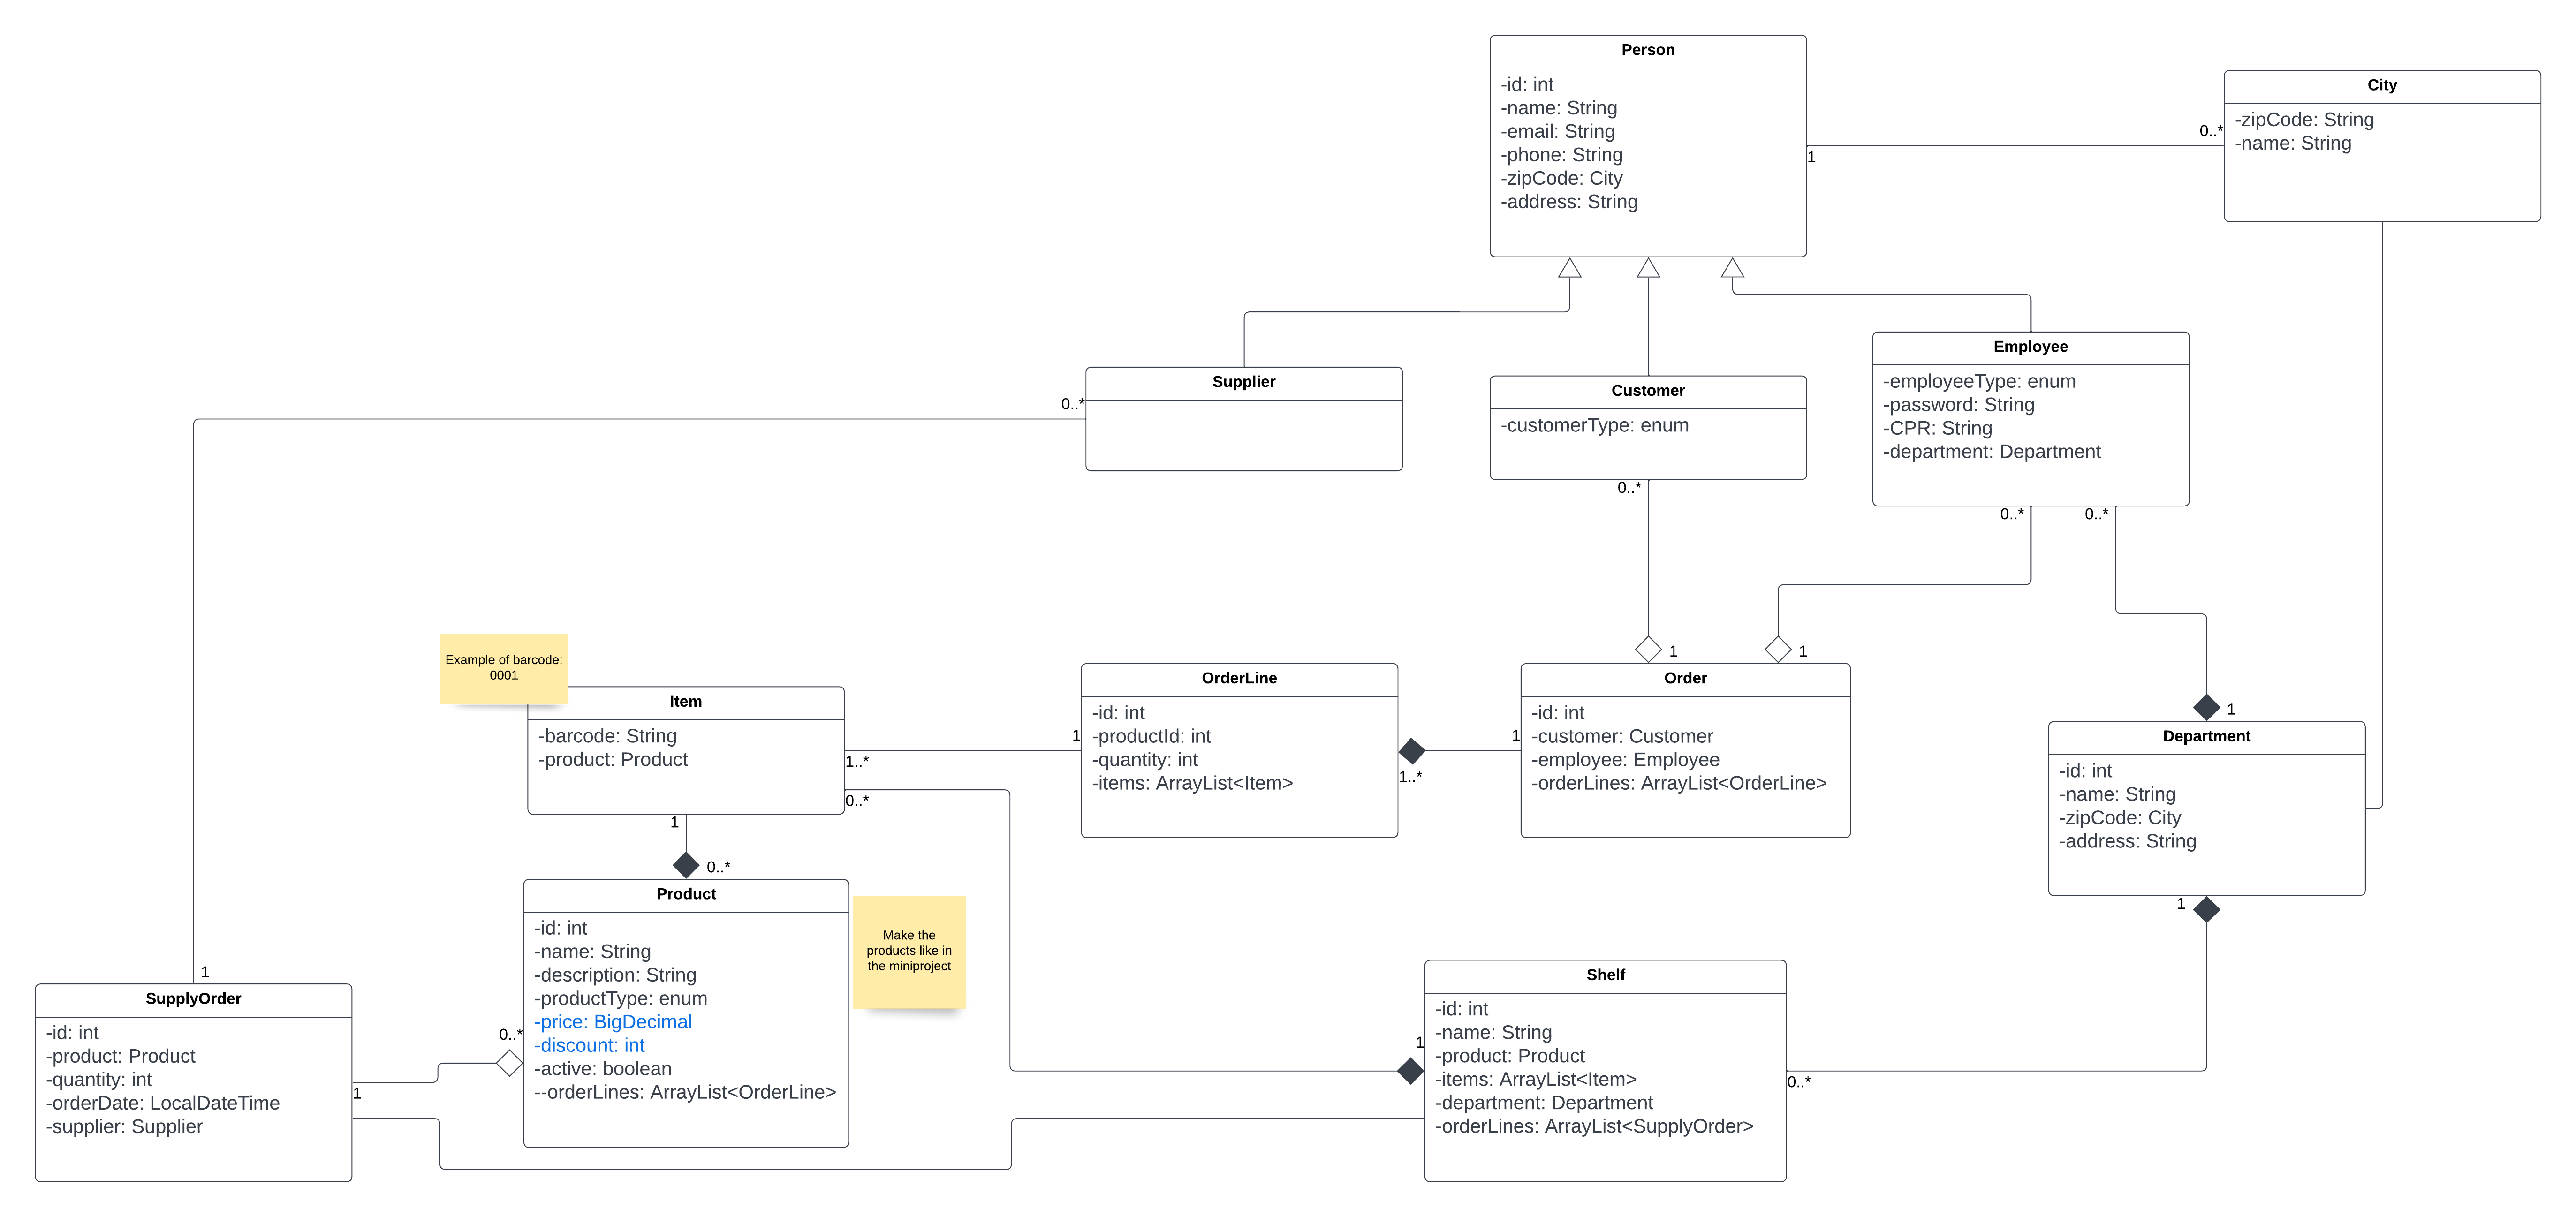 Person
-id: int
-name: String
-email: String
-phone: String
-zipCode: City
-address: String
1
City
-zipCode: String
-name: String
0..*
Supplier
0..*
Customer
-customerType: enum
0..*
Employee
-employeeType: enum
-password: String
-CPR: String
-department: Department
0..*
0..*
Example of barcode:
0001
Item
-barcode: String
-product: Product
1..*
0..*
1
OrderLine
-id: int
-productId: int
-quantity: int
-items: ArrayList<Item>
1
1..*
Order
-id: int
-customer: Customer
-employee: Employee
-orderLines: ArrayList<OrderLine>
1
1
1
Department
-id: int
-name: String
-zipCode: City
-address: String
1
1
Product
-id: int
-name: String
-description: String
-productType: enum
-price: BigDecimal
-discount: int
-active: boolean
--orderLines: ArrayList<OrderLine>
0..*
0..*
Make the
products like in
the miniproject
SupplyOrder
-id: int
-product: Product
-quantity: int
-orderDate: LocalDateTime
-supplier: Supplier
1
1
Shelf
-id: int
-name: String
-product: Product
-items: ArrayList<Item>
-department: Department
-orderLines: ArrayList<SupplyOrder>
1
0..*